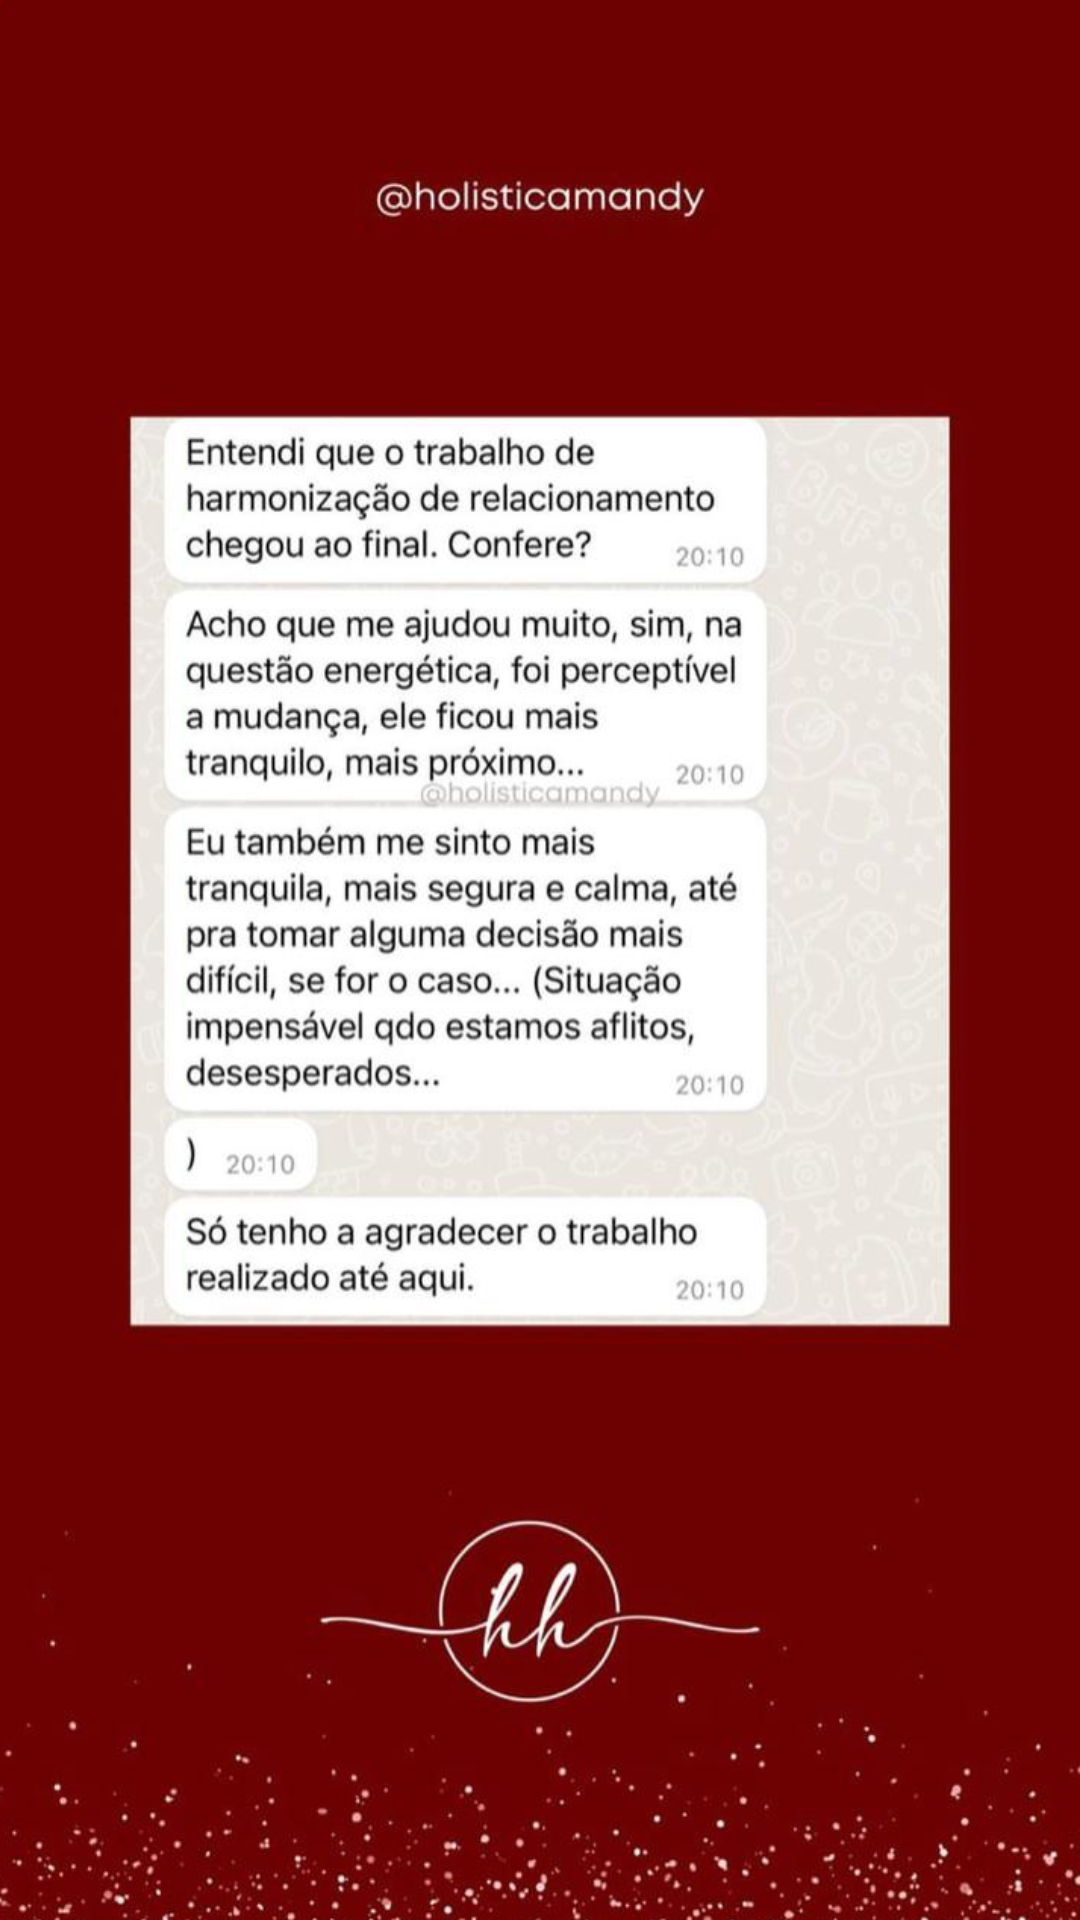 @holisticamandy
Entendi que o trabalho de
harmonização de relacionamento
chegou ao final. Confere?
20:10
Acho que me ajudou muito, sim, na
questão energética, foi perceptível
a mudança, ele ficou mais
tranquilo, mais próximo...
20:10
@holisticamandy
Eu também me sinto mais
tranquila, mais segura e calma, até
pra tomar alguma decisão mais
difícil, se for o caso... (Situação
impensável qdo estamos aflitos,
desesperados...
20:10
)
20:10
Só tenho a agradecer o trabalho
realizado até aqui.
20:10
hh